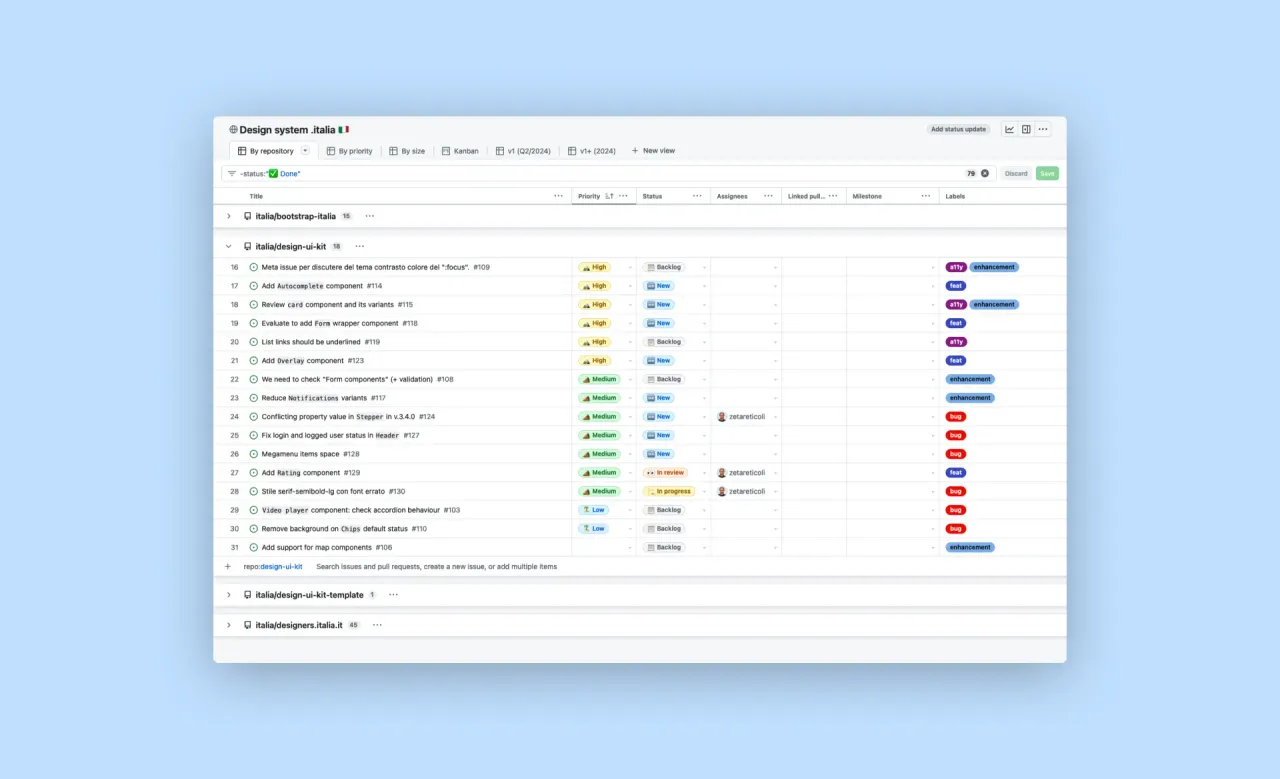 Design system .italia 🇮🇹 Add status update
By repository By priority By size Kanban v1 (Q2/2024) v1+ (2024) New view
-status:"✅ Done" 79 Discard Save
Title Priority Status Assignees Linked pull... Milestone Labels
italia/bootstrap-italia 15
italia/design-ui-kit 18
16 Meta issue per discutere del tema contrasto colore del ":focus". #109 High Backlog a11y enhancement
17 Add Autocomplete component #114 High New feat
18 Review card component and its variants #115 High New a11y enhancement
19 Evaluate to add Form wrapper component #118 High New feat
20 List links should be underlined #119 High Backlog a11y
21 Add Overlay component #123 High New feat
22 We need to check "Form components" (+ validation) #108 Medium Backlog enhancement
23 Reduce Notifications variants #117 Medium New enhancement
24 Conflicting property value in Stepper in v.3.4.0 #124 Medium New zetareticoli bug
25 Fix login and logged user status in Header #127 Medium New bug
26 Megamenu items space #128 Medium New bug
27 Add Rating component #129 Medium In review zetareticoli feat
28 Stile serif-semibold-lg con font errato #130 Medium In progress zetareticoli bug
29 Video player component: check accordion behaviour #103 Low Backlog bug
30 Remove background on Chips default status #110 Low Backlog bug
31 Add support for map components #106 Backlog enhancement
repo:design-ui-kit Search issues and pull requests, create a new issue, or add multiple items
italia/design-ui-kit-template 1
italia/designers.italia.it 45